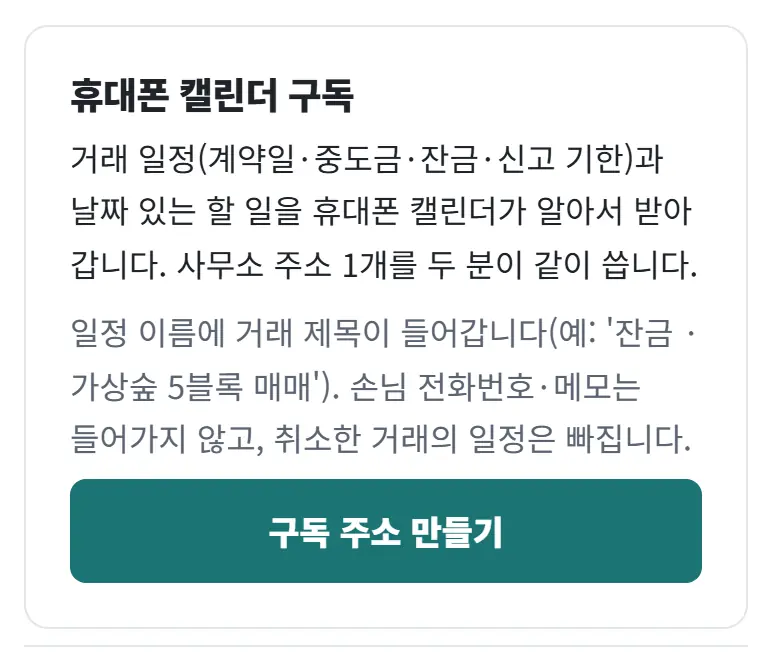 휴대폰 캘린더 구독
거래 일정(계약일·중도금·잔금·신고 기한)과
날짜 있는 할 일을 휴대폰 캘린더가 알아서 받아
갑니다. 사무소 주소 1개를 두 분이 같이 씁니다.
일정 이름에 거래 제목이 들어갑니다(예: '잔금 ·
가상숲 5블록 매매'). 손님 전화번호·메모는
들어가지 않고, 취소한 거래의 일정은 빠집니다.
구독 주소 만들기